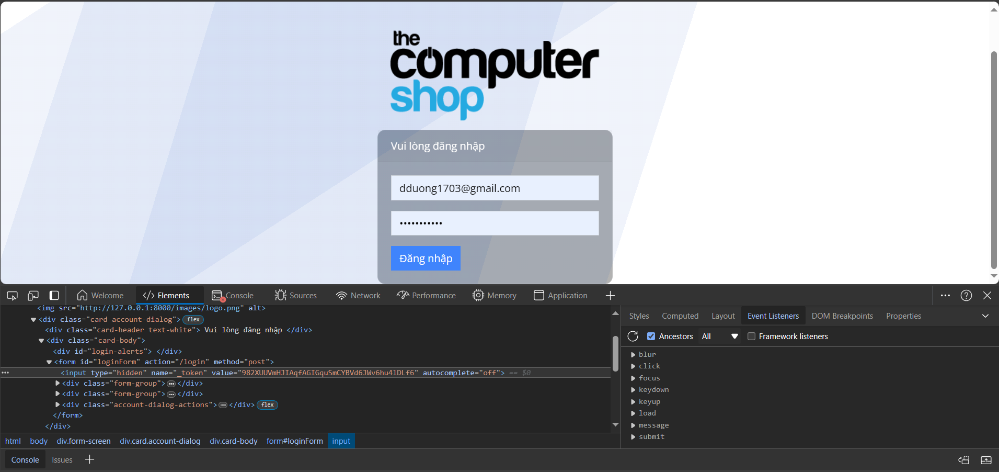 the
computer
shop
Vui lòng đăng nhập
dduong1703@gmail.com
•••••••••••
Đăng nhập
Welcome
Elements
Console
Sources
Network
Performance
Memory
Application
<img src="http://127.0.0.1:8000/images/logo.png" alt>
<div class="card account-dialog"> flex
<div class="card-header text-white"> Vui lòng đăng nhập </div>
<div class="card-body">
<div id="login-alerts"> </div>
<form id="loginForm" action="/login" method="post">
<input type="hidden" name="_token" value="982XUUVmHJIAqfAGIGquSmCYBVd6JWv6hu4lDLf6" autocomplete="off"> == $0
<div class="form-group"> … </div>
<div class="form-group"> … </div>
<div class="account-dialog-actions"> … </div> flex
</form>
</div>
html body div.form-screen div.card.account-dialog div.card-body form#loginForm input
Styles Computed Layout Event Listeners DOM Breakpoints Properties
Ancestors All Framework listeners
blur
click
focus
keydown
keyup
load
message
submit
Console Issues